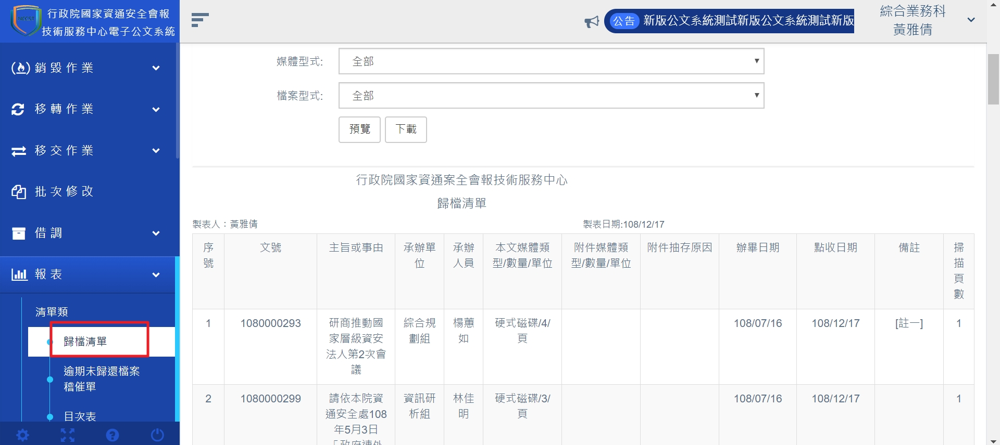 NCCST
行政院國家資通安全會報
技術服務中心電子公文系統
公告
新版公文系統測試新版公文系統測試新版
綜合業務科
黃雅倩
銷毀作業
移轉作業
移交作業
批次修改
借調
報表
清單類
歸檔清單
逾期未歸還檔案
稽催單
目次表
媒體型式:
全部
檔案型式:
全部
預覽
下載
行政院國家資通案全會報技術服務中心
歸檔清單
製表人：黃雅倩
製表日期:108/12/17
序
號
文號
主旨或事由
承辦單
位
承辦
人員
本文媒體類
型/數量/單位
附件媒體類
型/數量/單位
附件抽存原因
辦畢日期
點收日期
備註
掃
描
頁
數
1
1080000293
研商推動國
家層級資安
法人第2次會
議
綜合規
劃組
楊蕙
如
硬式磁碟/4/
頁
108/07/16
108/12/17
[註一]
1
2
1080000299
請依本院資
通安全處108
年5月3日
「政府連外
資訊研
析組
林佳
明
硬式磁碟/3/
頁
108/07/16
108/12/17
1